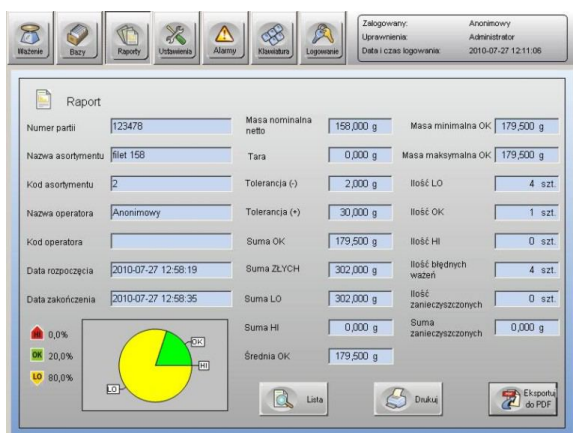 Ważenie
Bazy
Raporty
Ustawienia
Alarmy
Klawiatura
Logowanie
Zalogowany: Anonimowy
Uprawnienia: Administrator
Data i czas logowania: 2010-07-27 12:11:06
Raport
Numer partii 123478
Nazwa asortymentu filet 158
Kod asortymentu 2
Nazwa operatora Anonimowy
Kod operatora
Data rozpoczęcia 2010-07-27 12:58:19
Data zakończenia 2010-07-27 12:58:35
Masa nominalna
netto 158,000 g
Tara 0,000 g
Tolerancja (-) 2,000 g
Tolerancja (+) 30,000 g
Suma OK 179,500 g
Suma ZŁYCH 302,000 g
Suma LO 302,000 g
Suma HI 0,000 g
Średnia OK 179,500 g
Masa minimalna OK 179,500 g
Masa maksymalna OK 179,500 g
Ilość LO 4 szt.
Ilość OK 1 szt.
Ilość HI 0 szt.
Ilość błędnych
ważeń 4 szt.
Ilość
zanieczyszczonych 0 szt.
Suma
zanieczyszczonych 0,000 g
HI 0,0%
OK 20,0%
LO 80,0%
OK
HI
LO
Lista
Drukuj
Eksportuj
do PDF